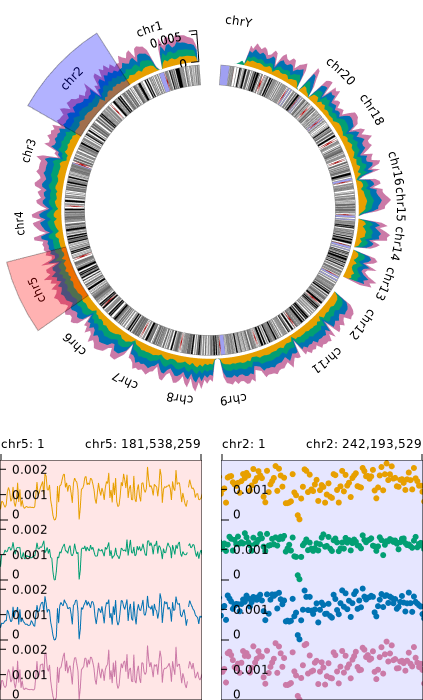 chrY
chr1
0.005
0
chr20
chr2
chr18
chr3
chr16
chr15
chr4
chr14
chr13
chr5
chr12
chr6
chr11
chr7
chr8
chr9
chr5: 1
chr5: 181,538,259
chr2: 1
chr2: 242,193,529
0.002
0.001
0
0.002
0.001
0
0.002
0.001
0
0.002
0.001
0.001
0
0.001
0
0.001
0
0.001